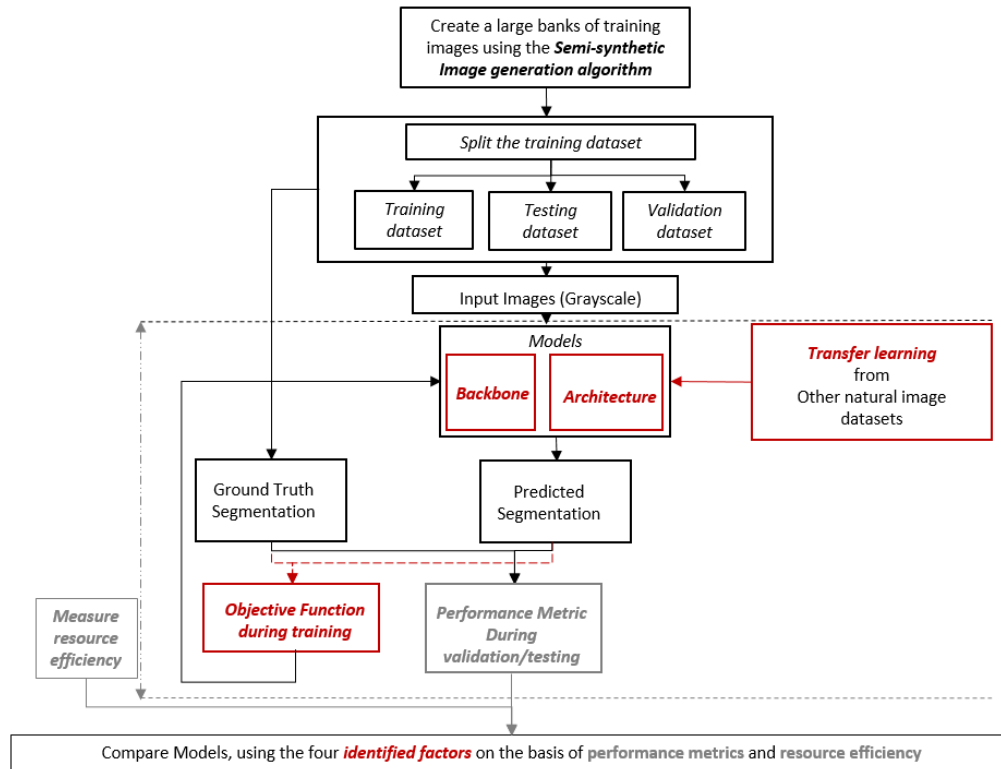 Create a large banks of training
images using the Semi-synthetic
Image generation algorithm
Split the training dataset
Training
dataset
Testing
dataset
Validation
dataset
Input Images (Grayscale)
Models
Backbone
Architecture
Transfer learning
from
Other natural image
datasets
Ground Truth
Segmentation
Predicted
Segmentation
Objective Function
during training
Performance Metric
During
validation/testing
Measure
resource
efficiency
Compare Models, using the four identified factors on the basis of performance metrics and resource efficiency